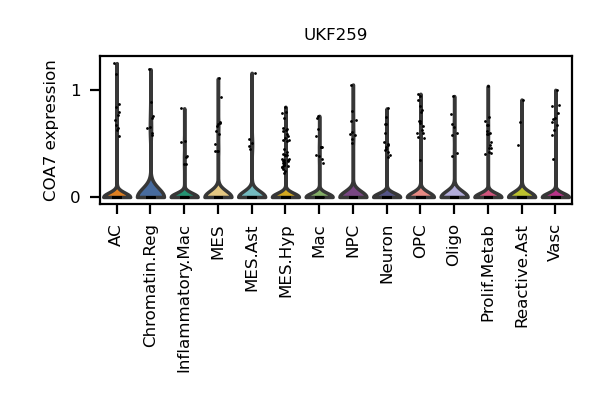 UKF259
COA7 expression
1
0
AC
Chromatin.Reg
Inflammatory.Mac
MES
MES.Ast
MES.Hyp
Mac
NPC
Neuron
OPC
Oligo
Prolif.Metab
Reactive.Ast
Vasc